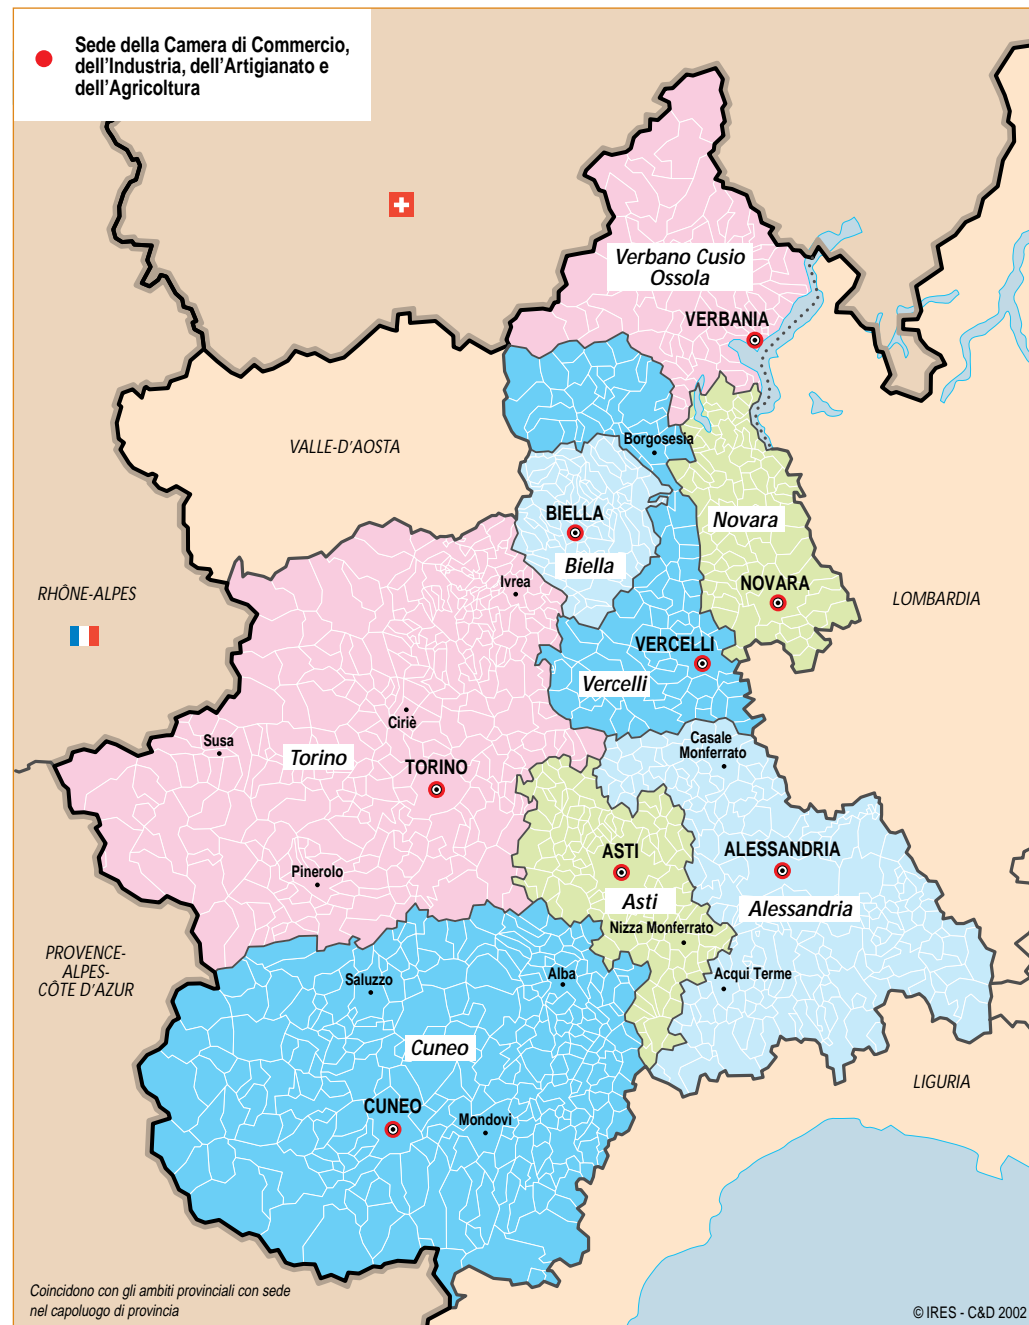 Sede della Camera di Commercio,
dell'Industria, dell'Artigianato e
dell'Agricoltura
Verbano Cusio
Ossola
VERBANIA
VALLE-D'AOSTA
Borgosesia
BIELLA
Biella
Novara
NOVARA
Ivrea
RHÔNE-ALPES
LOMBARDIA
VERCELLI
Vercelli
Ciriè
Susa
Torino
TORINO
Casale
Monferrato
Pinerolo
ASTI
Asti
Nizza Monferrato
ALESSANDRIA
Alessandria
PROVENCE-
ALPES-
CÔTE D'AZUR
Saluzzo
Alba
Acqui Terme
Cuneo
CUNEO
Mondovi
LIGURIA
Coincidono con gli ambiti provinciali con sede
nel capoluogo di provincia
© IRES - C&D 2002